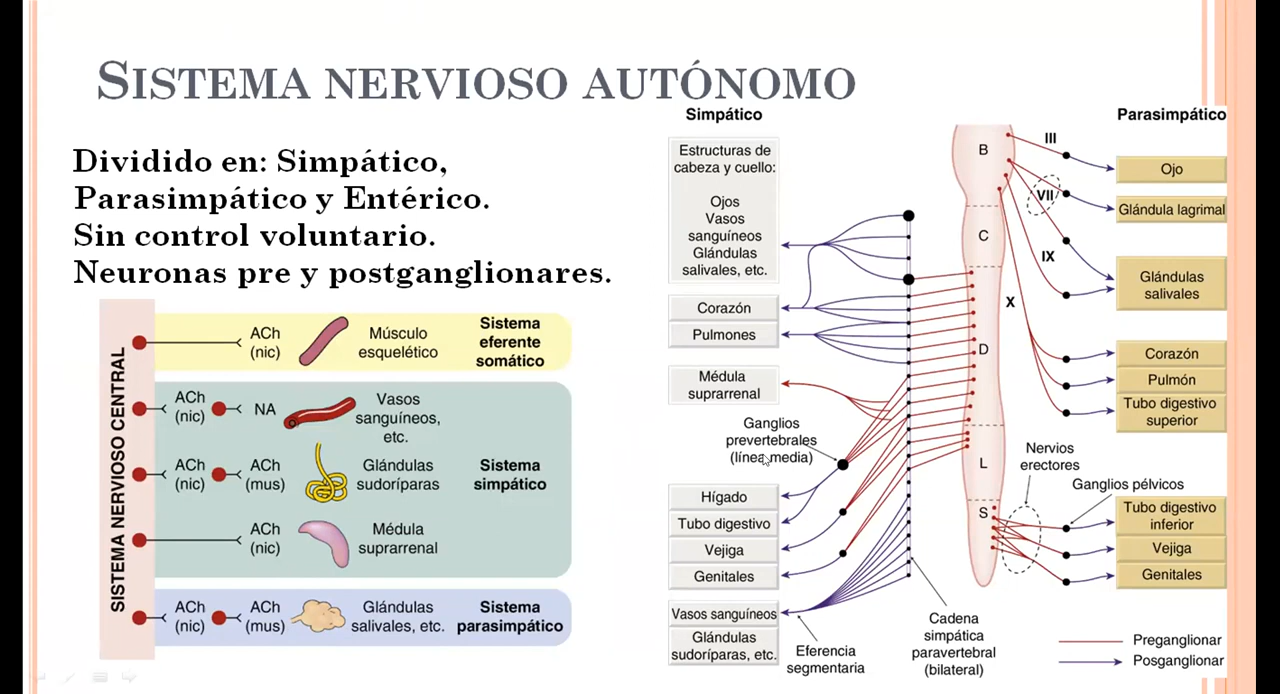 SISTEMA NERVIOSO AUTÓNOMO
Dividido en: Simpático,
Parasimpático y Entérico.
Sin control voluntario.
Neuronas pre y postganglionares.
SISTEMA NERVIOSO CENTRAL
ACh
(nic)
Músculo
esquelético
Sistema
eferente
somático
ACh
(nic)
NA
Vasos
sanguíneos,
etc.
ACh
(nic)
ACh
(mus)
Glándulas
sudoríparas
Sistema
simpático
ACh
(nic)
Médula
suprarrenal
ACh
(nic)
ACh
(mus)
Glándulas
salivales, etc.
Sistema
parasimpático
Simpático
Estructuras de
cabeza y cuello:
Ojos
Vasos
sanguíneos
Glándulas
salivales, etc.
Corazón
Pulmones
Médula
suprarrenal
Ganglios
prevertebrales
(línea media)
Hígado
Tubo digestivo
Vejiga
Genitales
Vasos sanguíneos
Glándulas
sudoríparas, etc.
Eferencia
segmentaria
Cadena
simpática
paravertebral
(bilateral)
B
C
D
L
S
III
VII
IX
X
Parasimpático
Ojo
Glándula lagrimal
Glándulas
salivales
Corazón
Pulmón
Tubo digestivo
superior
Nervios
erectores
Ganglios pélvicos
Tubo digestivo
inferior
Vejiga
Genitales
Preganglionar
Posganglionar